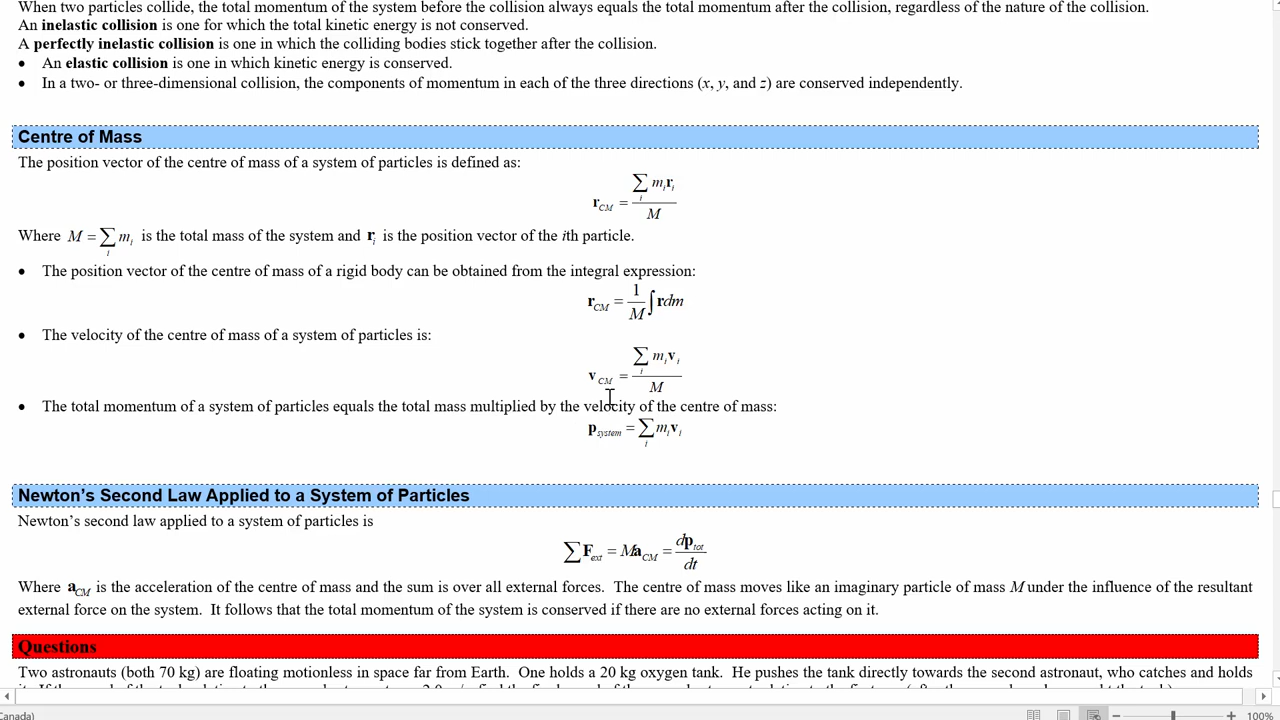 When two particles collide, the total momentum of the system before the collision always equals the total momentum after the collision, regardless of the nature of the collision.
An inelastic collision is one for which the total kinetic energy is not conserved.
A perfectly inelastic collision is one in which the colliding bodies stick together after the collision.
• An elastic collision is one in which kinetic energy is conserved.
• In a two- or three-dimensional collision, the components of momentum in each of the three directions (x, y, and z) are conserved independently.
Centre of Mass
The position vector of the centre of mass of a system of particles is defined as:
r_CM = ∑_i m_i r_i / M
Where M = ∑_i m_i is the total mass of the system and r_i is the position vector of the ith particle.
• The position vector of the centre of mass of a rigid body can be obtained from the integral expression:
r_CM = 1/M ∫ r dm
• The velocity of the centre of mass of a system of particles is:
v_CM = ∑_i m_i v_i / M
• The total momentum of a system of particles equals the total mass multiplied by the velocity of the centre of mass:
p_system = ∑_i m_i v_i
Newton's Second Law Applied to a System of Particles
Newton's second law applied to a system of particles is
∑F_ext = Ma_CM = dp_tot / dt
Where a_CM is the acceleration of the centre of mass and the sum is over all external forces. The centre of mass moves like an imaginary particle of mass M under the influence of the resultant
external force on the system. It follows that the total momentum of the system is conserved if there are no external forces acting on it.
Questions
Two astronauts (both 70 kg) are floating motionless in space far from Earth. One holds a 20 kg oxygen tank. He pushes the tank directly towards the second astronaut, who catches and holds
Canada)
100%